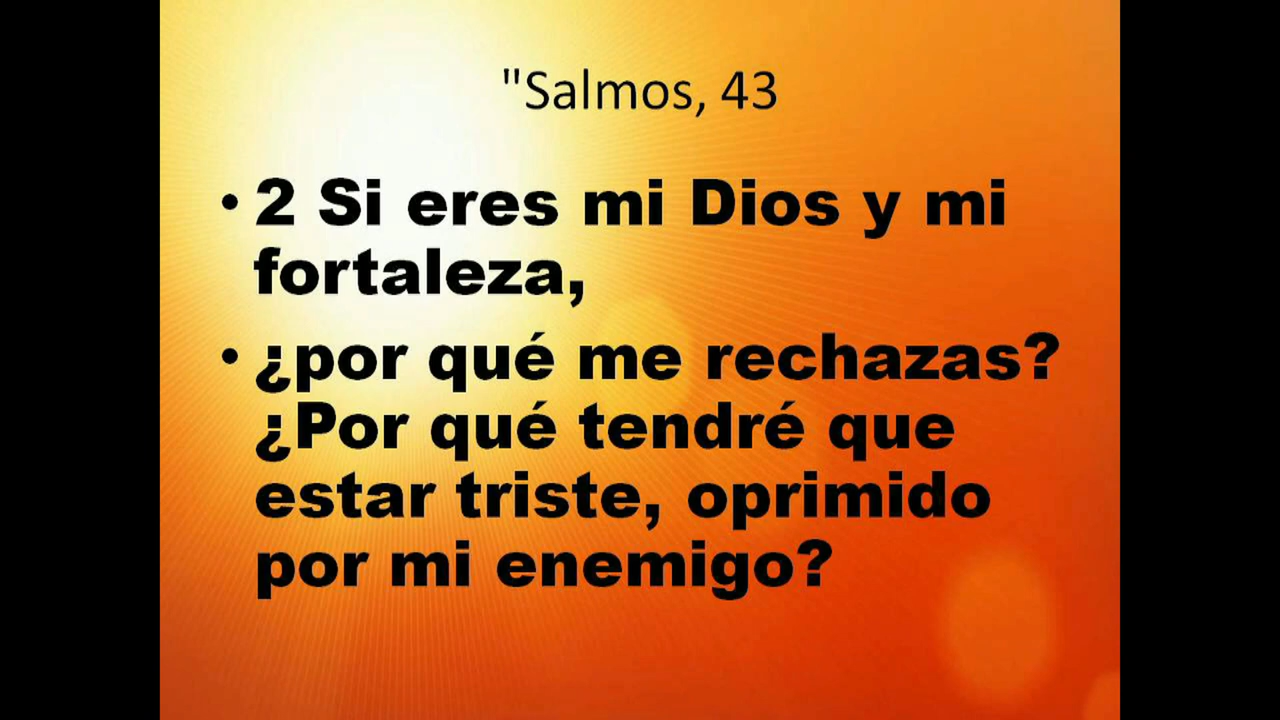 "Salmos, 43
• 2 Si eres mi Dios y mi
fortaleza,
• ¿por qué me rechazas?
¿Por qué tendré que
estar triste, oprimido
por mi enemigo?